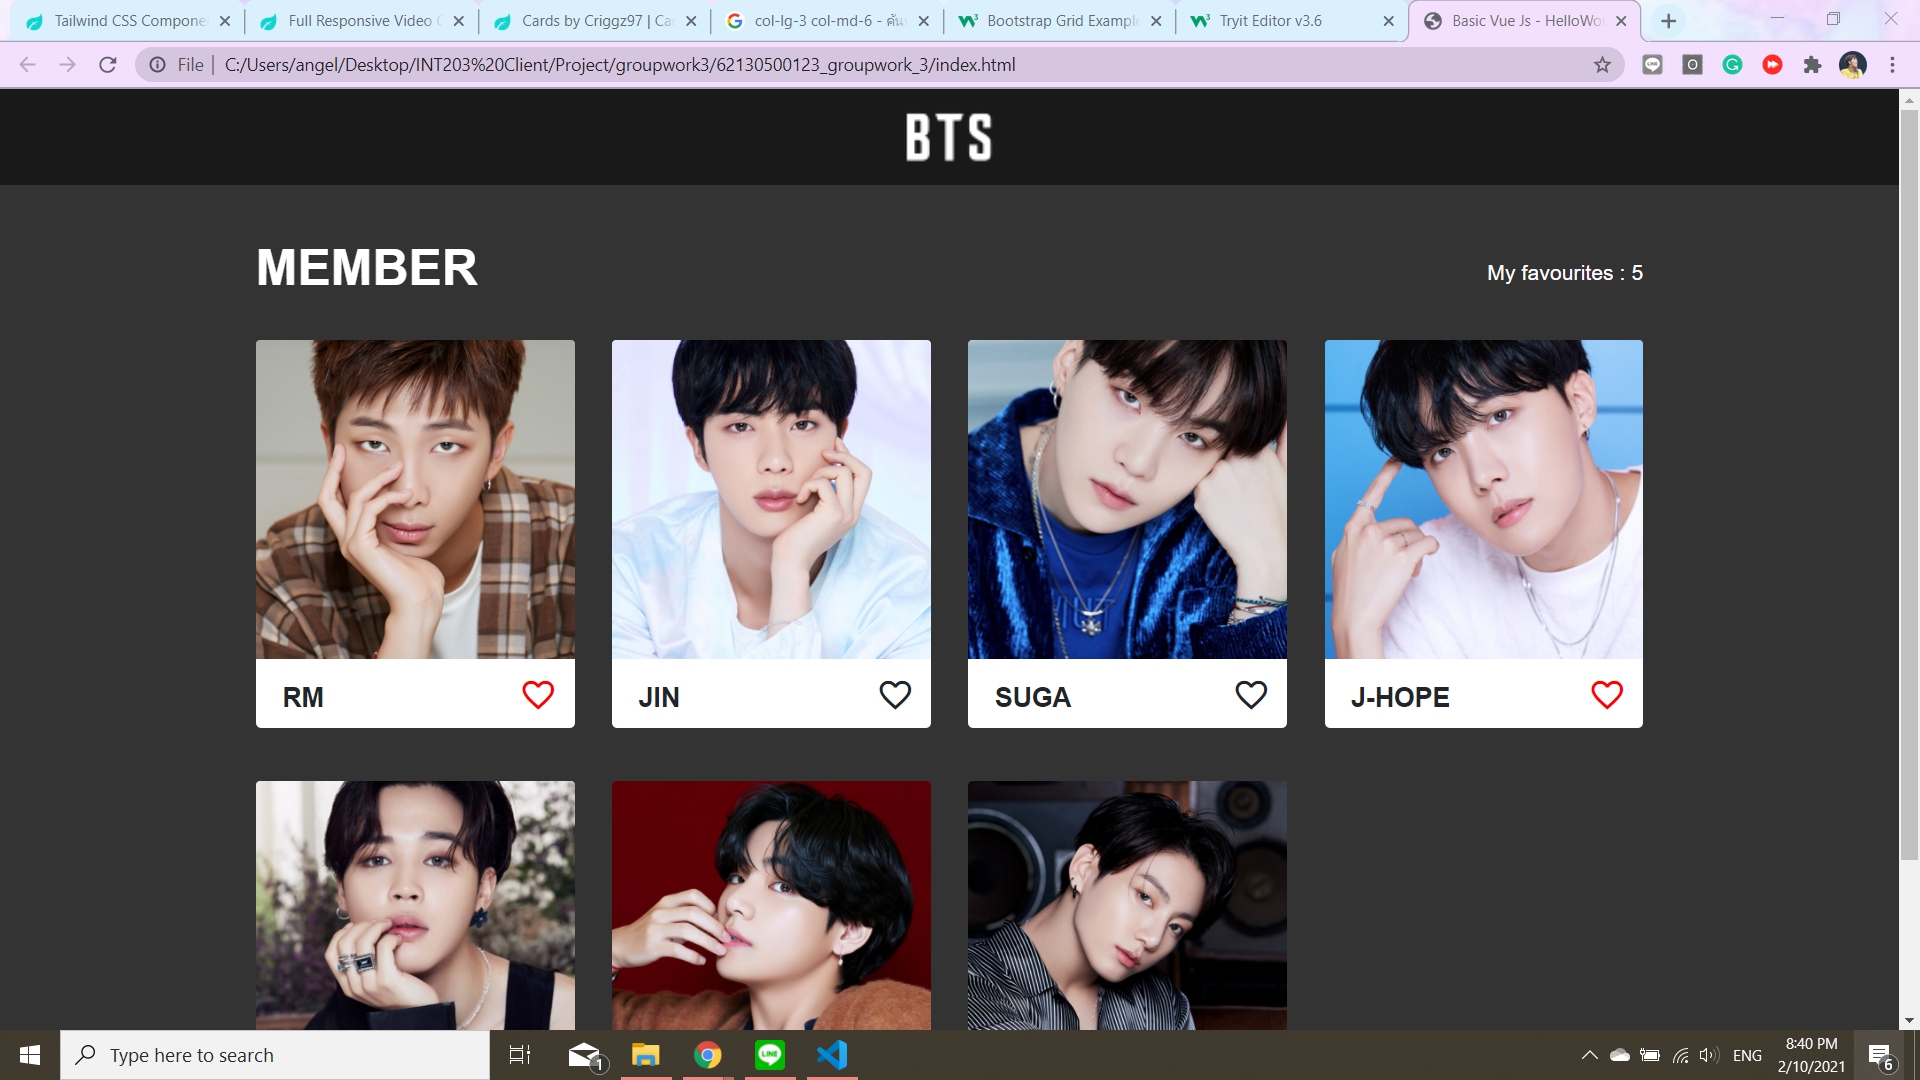 Tailwind CSS Compone
Full Responsive Video
Cards by Criggz97 | Ca
col-lg-3 col-md-6 - ค้น
Bootstrap Grid Example
Tryit Editor v3.6
Basic Vue Js - HelloWo
File | C:/Users/angel/Desktop/INT203%20Client/Project/groupwork3/62130500123_groupwork_3/index.html
BTS
MEMBER
My favourites : 5
RM
JIN
SUGA
J-HOPE
Type here to search
1
LINE
ENG
8:40 PM
2/10/2021
6